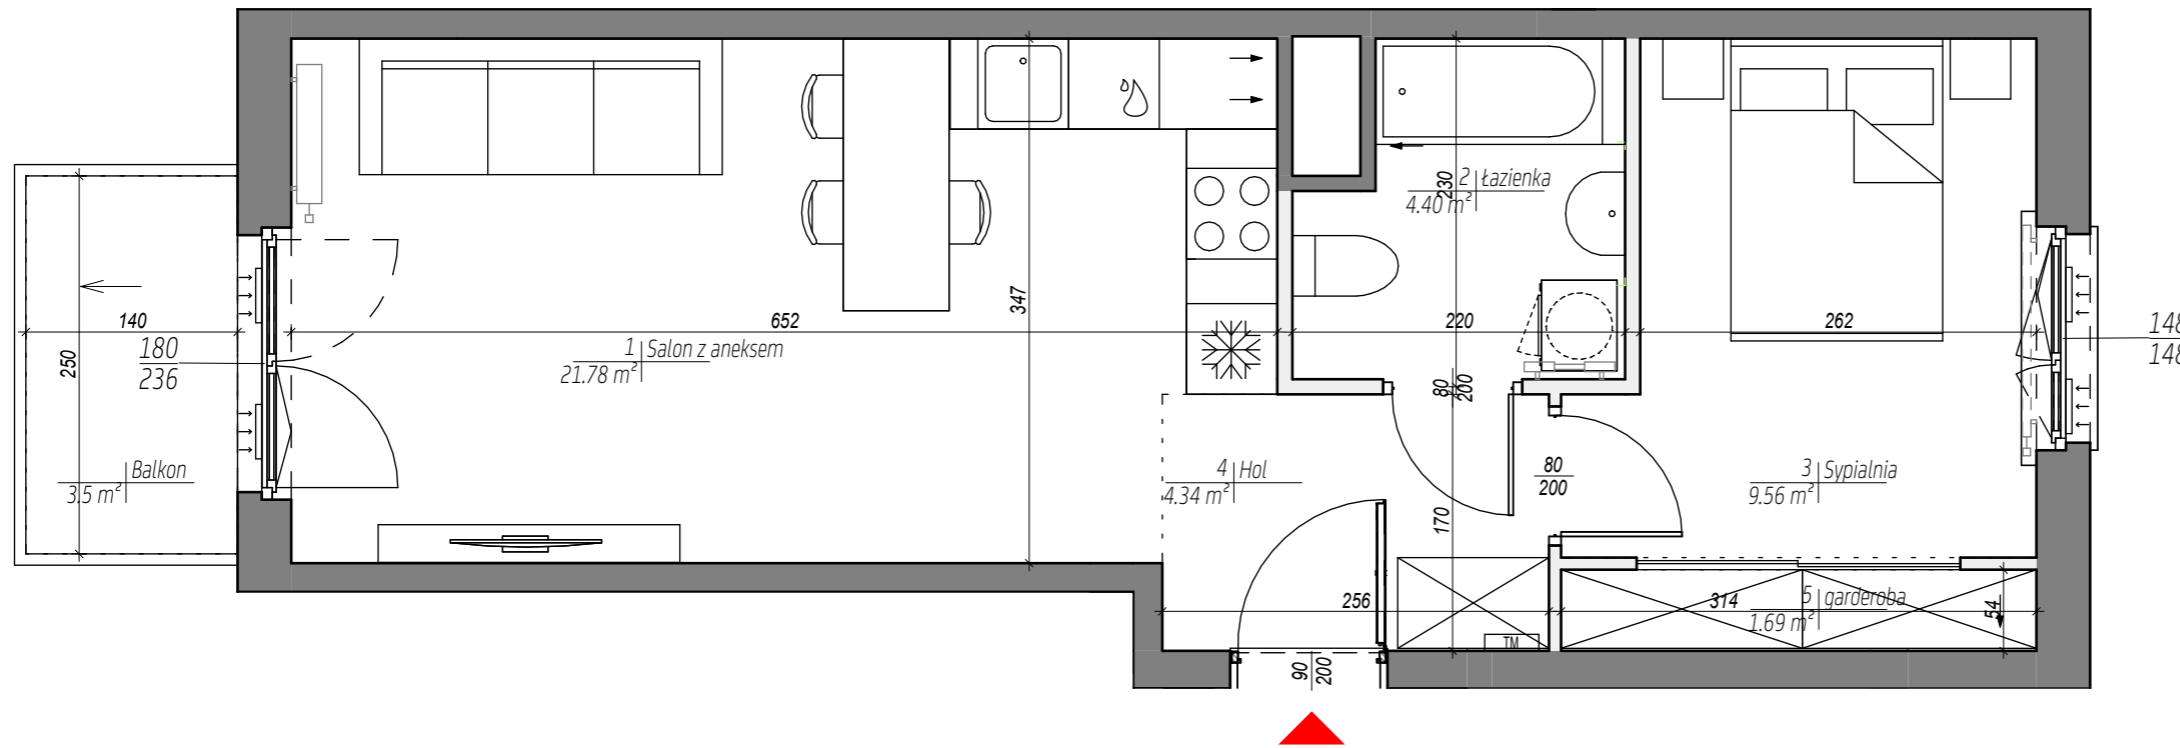 2 Łazienka
4.40 m²
230
140
652
347
220
262
148
148
180
236
250
1 Salon z aneksem
21.78 m²
80
200
Balkon
3.5 m²
4 Hol
4.34 m²
80
200
3 Sypialnia
9.56 m²
170
256
314
5 garderoba
1.69 m²
54
TM
90
200